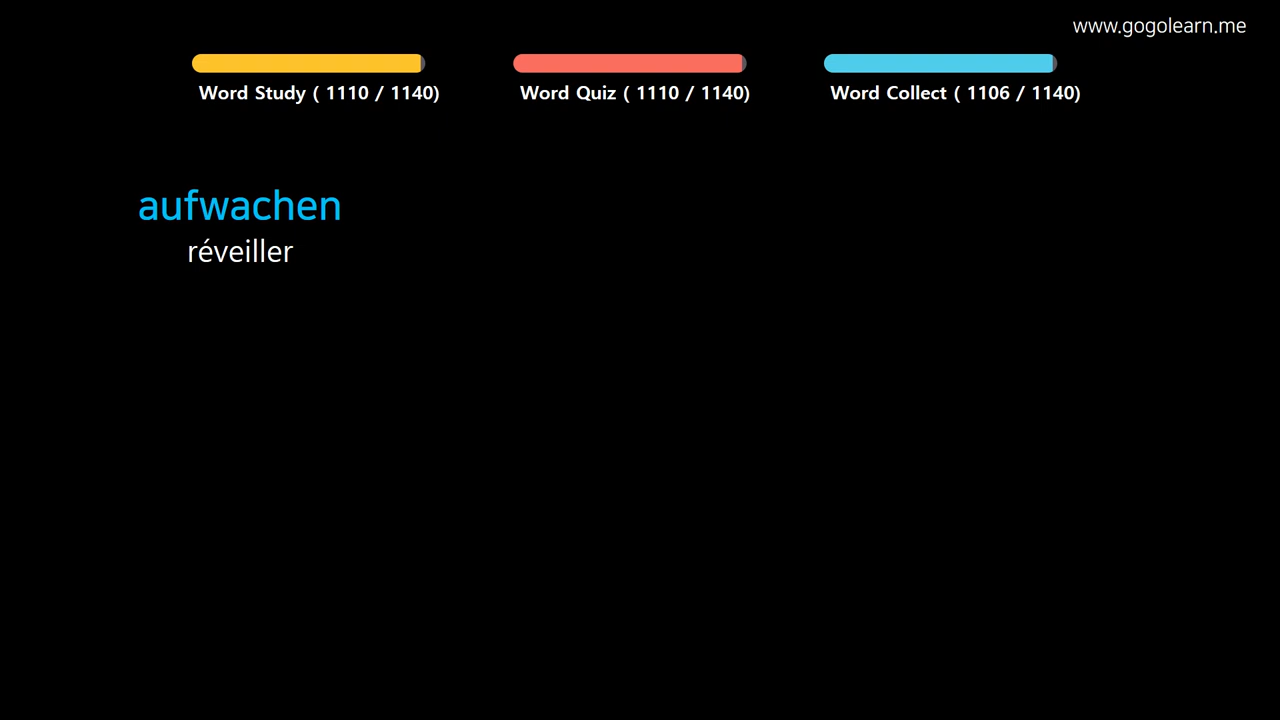 www.gogolearn.me
Word Study ( 1110 / 1140)
Word Quiz ( 1110 / 1140)
Word Collect ( 1106 / 1140)
aufwachen
réveiller